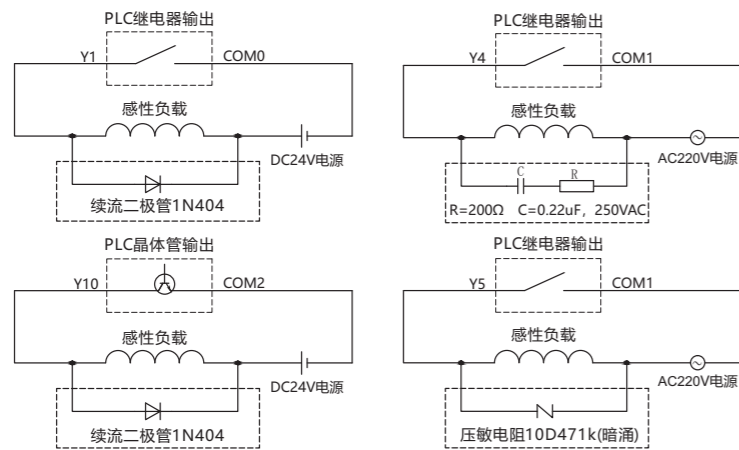 PLC继电器输出
Y1 COM0
感性负载
DC24V电源
续流二极管1N404
PLC继电器输出
Y4 COM1
感性负载
AC220V电源
C R
R=200Ω C=0.22uF, 250VAC
PLC晶体管输出
Y10 COM2
感性负载
DC24V电源
续流二极管1N404
PLC继电器输出
Y5 COM1
感性负载
AC220V电源
压敏电阻10D471k(暗涌)